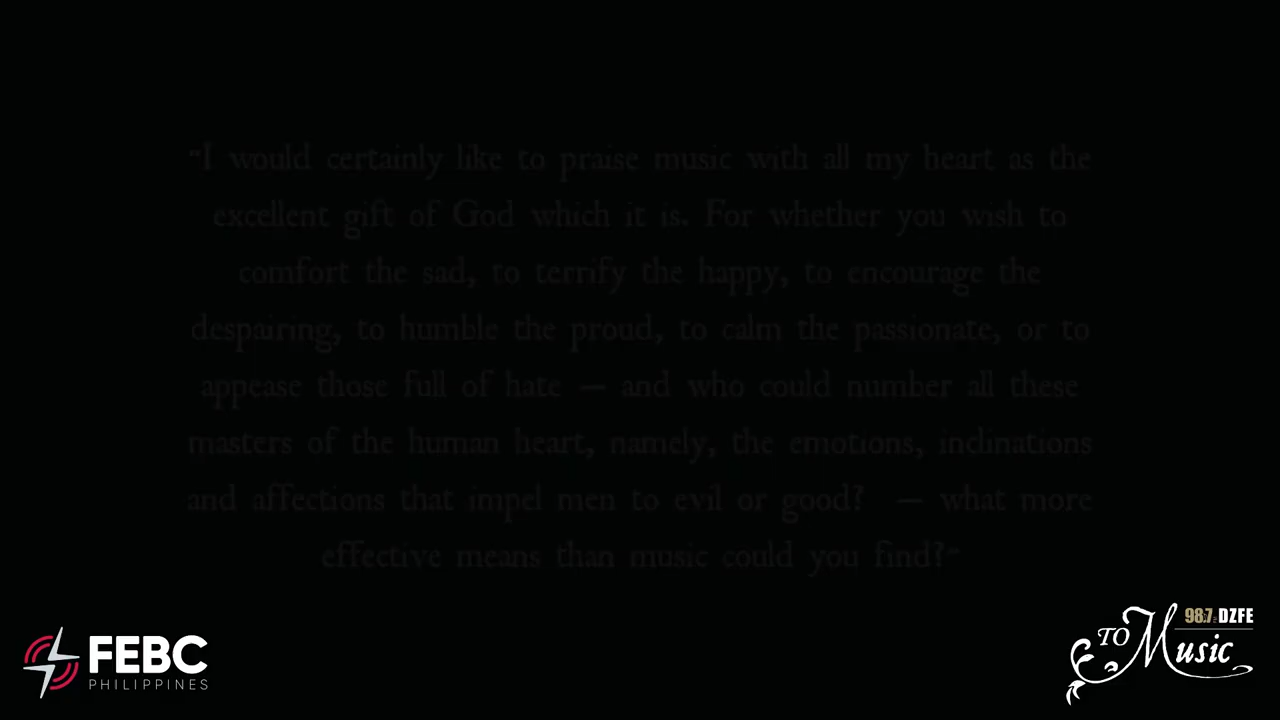 "I would certainly like to praise music with all my heart as the
excellent gift of God which it is. For whether you wish to
comfort the sad, to terrify the happy, to encourage the
despairing, to humble the proud, to calm the passionate, or to
appease those full of hate — and who could number all these
masters of the human heart, namely, the emotions, inclinations
and affections that impel men to evil or good? — what more
effective means than music could you find?"
FEBC
PHILIPPINES
98.7 DZFE
TO Music